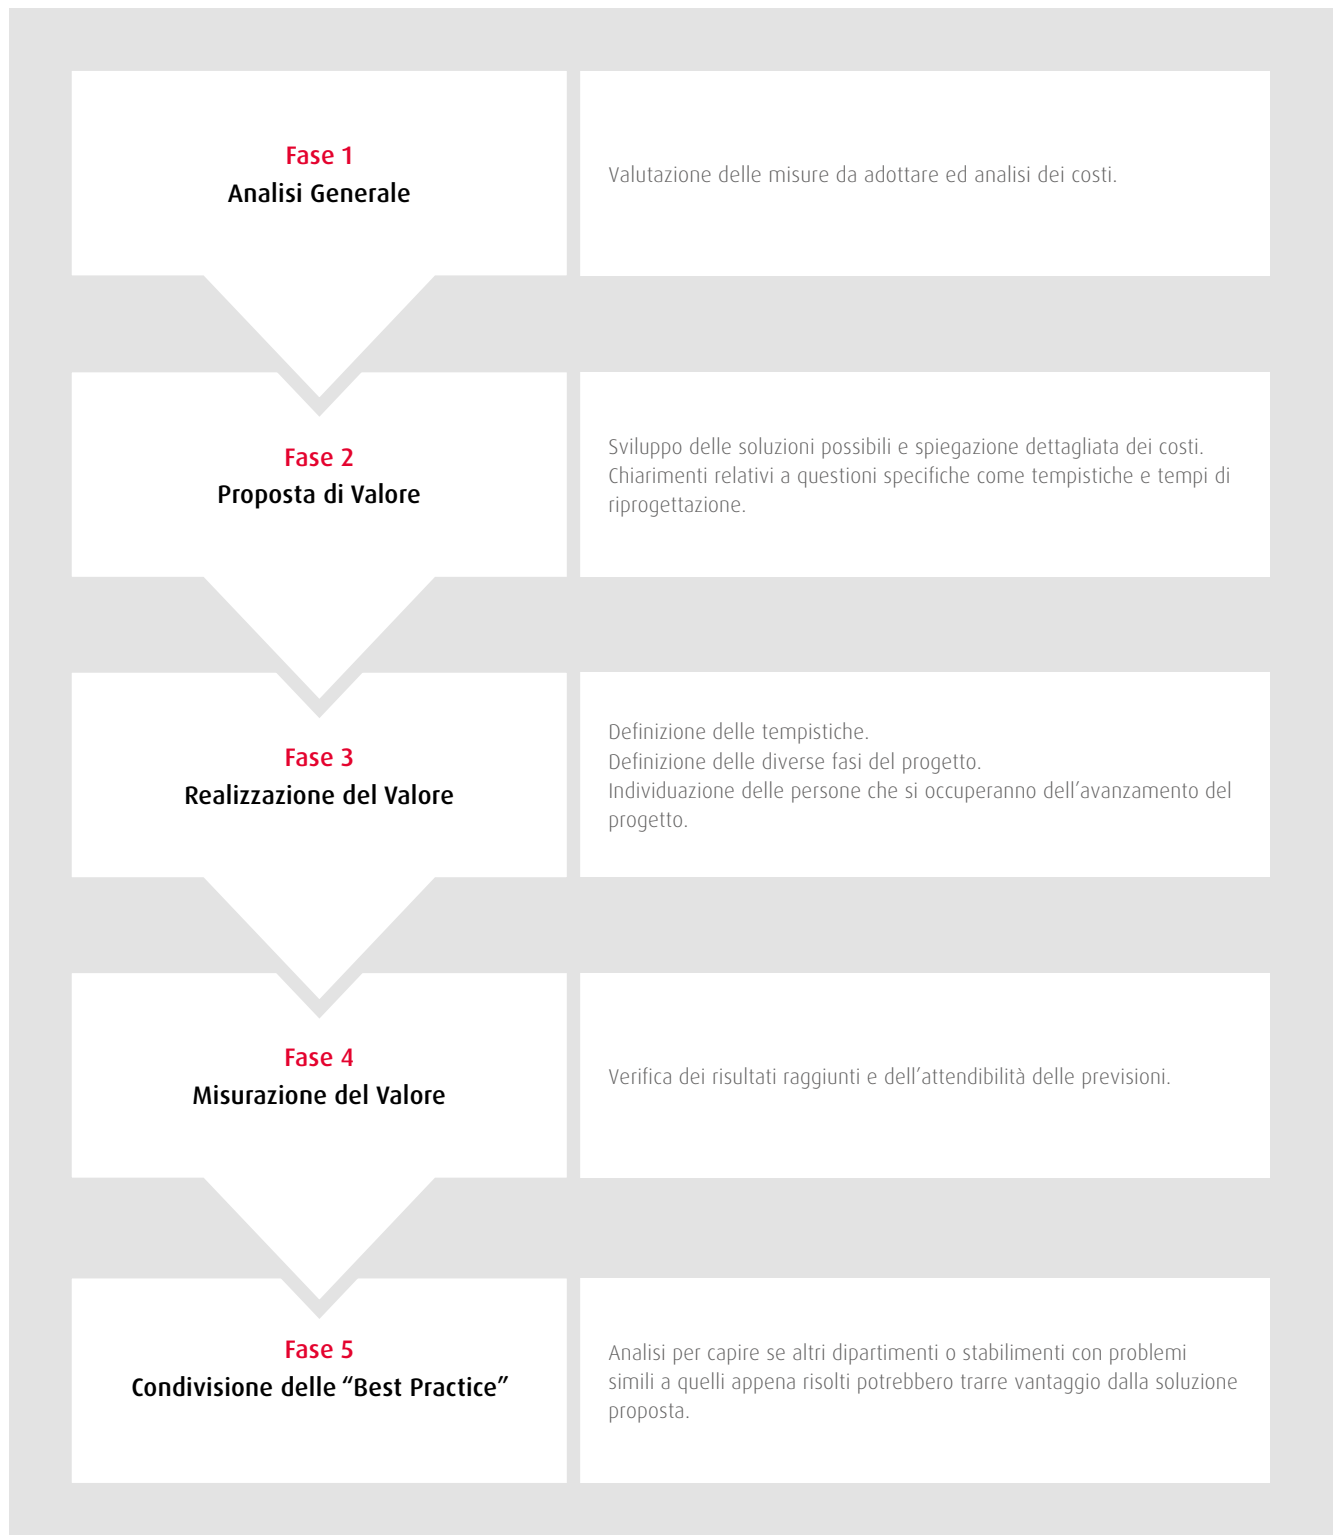 Fase 1
Analisi Generale
Valutazione delle misure da adottare ed analisi dei costi.
Fase 2
Proposta di Valore
Sviluppo delle soluzioni possibili e spiegazione dettagliata dei costi.
Chiarimenti relativi a questioni specifiche come tempistiche e tempi di
riprogettazione.
Fase 3
Realizzazione del Valore
Definizione delle tempistiche.
Definizione delle diverse fasi del progetto.
Individuazione delle persone che si occuperanno dell’avanzamento del
progetto.
Fase 4
Misurazione del Valore
Verifica dei risultati raggiunti e dell’attendibilità delle previsioni.
Fase 5
Condivisione delle “Best Practice”
Analisi per capire se altri dipartimenti o stabilimenti con problemi
simili a quelli appena risolti potrebbero trarre vantaggio dalla soluzione
proposta.